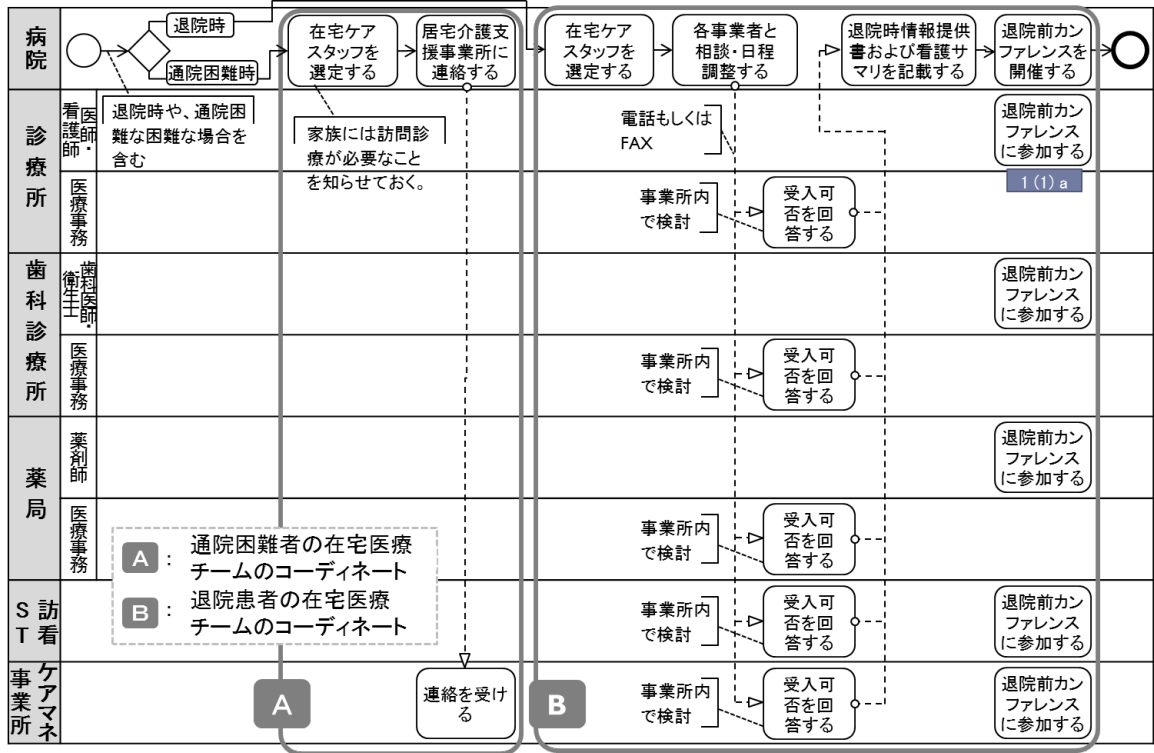 病院
退院時
通院困難時
在宅ケア
スタッフを
選定する
居宅介護支
援事業所に
連絡する
在宅ケア
スタッフを
選定する
各事業者と
相談・日程
調整する
退院時情報提供
書および看護サ
マリを記載する
退院前カン
ファレンスを
開催する
退院時や、通院困
難な困難な場合を
含む
家族には訪問診
療が必要なこと
を知らせておく。
電話もしくは
FAX
診療所
医師・
看護師
退院前カン
ファレンス
に参加する
1 (1) a
医療事務
事業所内
で検討
受入可
否を回
答する
歯科診療所
歯科医師・
衛生士
退院前カン
ファレンス
に参加する
医療事務
事業所内
で検討
受入可
否を回
答する
薬局
薬剤師
退院前カン
ファレンス
に参加する
医療事務
事業所内
で検討
受入可
否を回
答する
A : 通院困難者の在宅医療
チームのコーディネート
B : 退院患者の在宅医療
チームのコーディネート
訪看
ST
事業所内
で検討
受入可
否を回
答する
退院前カン
ファレンス
に参加する
ケアマネ
事業所
A
連絡を受け
る
B
事業所内
で検討
受入可
否を回
答する
退院前カン
ファレンス
に参加する